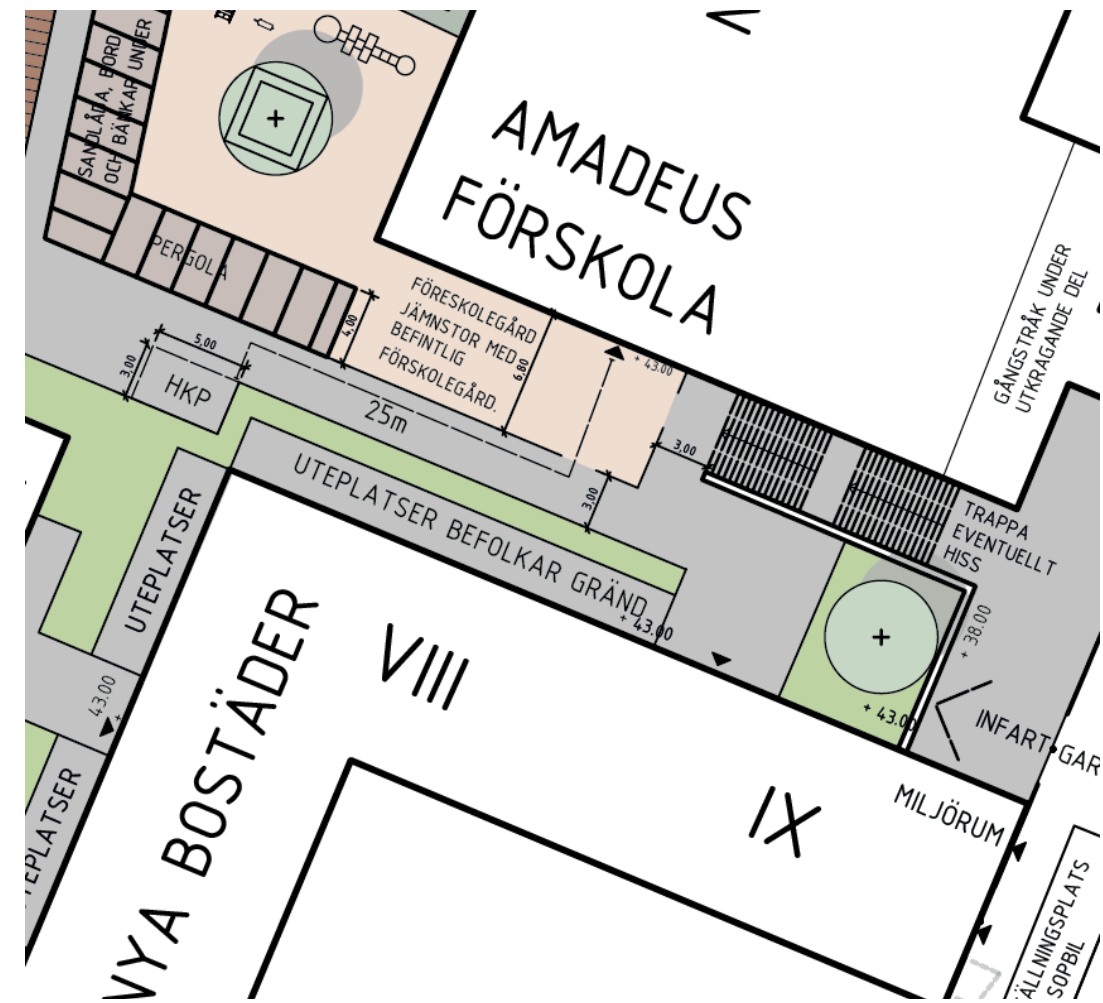 SANDLÅDA, BORD
OCH BÄNKAR UNDER
PERGOLA
AMADEUS
FÖRSKOLA
FÖRESKOLEGÅRD
JÄMNSTOR MED
BEFINTLIG
FÖRSKOLEGÅRD.
4,00
6,80
+ 43.00
GÅNGSTRÅK UNDER
UTKRAGANDE DEL
5,00
3,00
HKP
25m
3,00
3,00
TRAPPA
EVENTUELLT
HISS
UTEPLATSER
UTEPLATSER BEFOLKAR GRÄND
+ 43.00
+ 38.00
43.00
+
+ 43.00
NYA BOSTÄDER
VIII
IX
INFART GAR
MILJÖRUM
TEPLATSER
ÄLLNINGSPLATS
SOPBIL